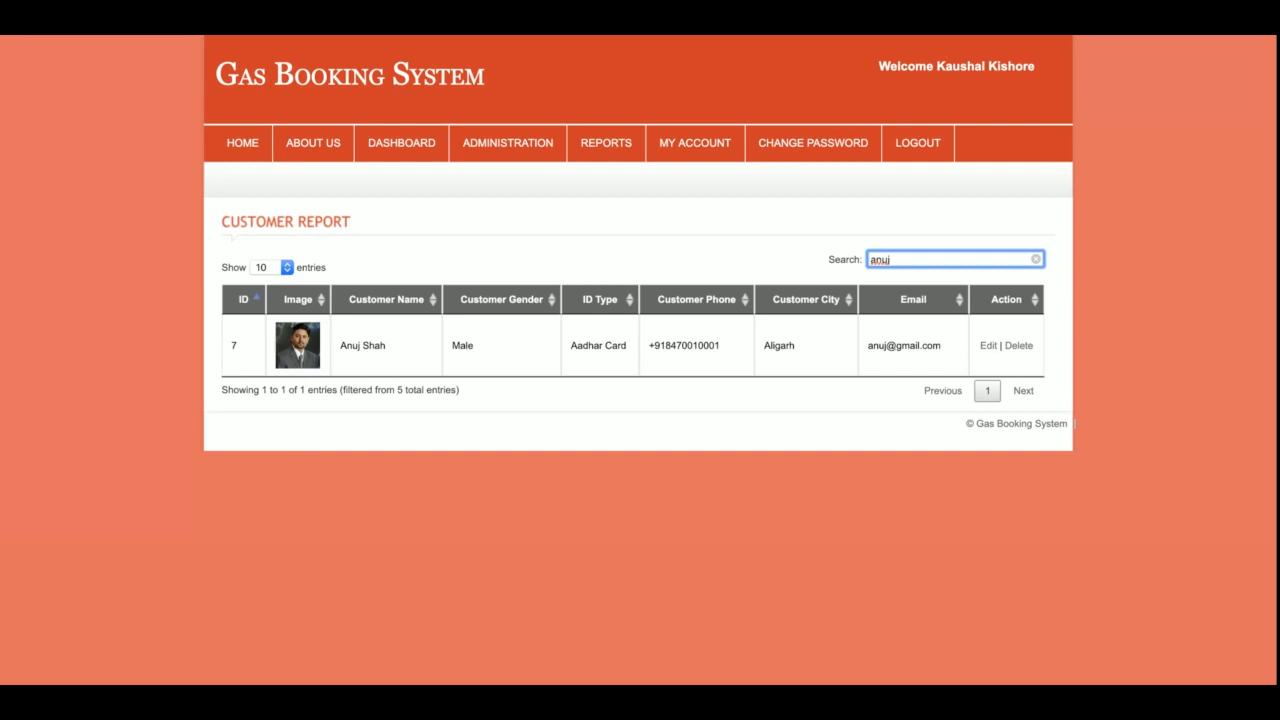 GAS BOOKING SYSTEM
Welcome Kaushal Kishore
HOME ABOUT US DASHBOARD ADMINISTRATION REPORTS MY ACCOUNT CHANGE PASSWORD LOGOUT
CUSTOMER REPORT
Search: anuj
Show 10 entries
ID Image Customer Name Customer Gender ID Type Customer Phone Customer City Email Action
7 Anuj Shah Male Aadhar Card +918470010001 Aligarh anuj@gmail.com Edit | Delete
Showing 1 to 1 of 1 entries (filtered from 5 total entries) Previous 1 Next
© Gas Booking System |